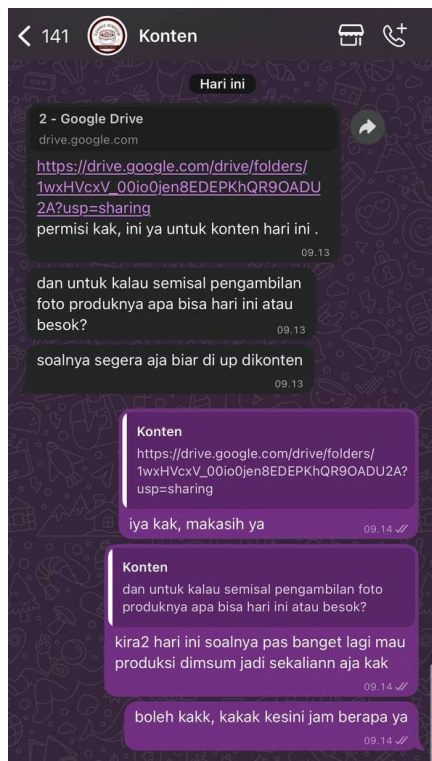 141
Konten
Hari ini
2 - Google Drive
drive.google.com
https://drive.google.com/drive/folders/
1wxHVcxV_00io0jen8EDEPKhQR9OADU
2A?usp=sharing
permisi kak, ini ya untuk konten hari ini .
09.13
dan untuk kalau semisal pengambilan
foto produknya apa bisa hari ini atau
besok?
09.13
soalnya segera aja biar di up dikonten
09.13
Konten
https://drive.google.com/drive/folders/
1wxHVcxV_00io0jen8EDEPKhQR9OADU2A?
usp=sharing
iya kak, makasih ya
09.14
Konten
dan untuk kalau semisal pengambilan foto
produknya apa bisa hari ini atau besok?
kira2 hari ini soalnya pas banget lagi mau
produksi dimsum jadi sekaliann aja kak
09.14
boleh kakk, kakak kesini jam berapa ya
09.14